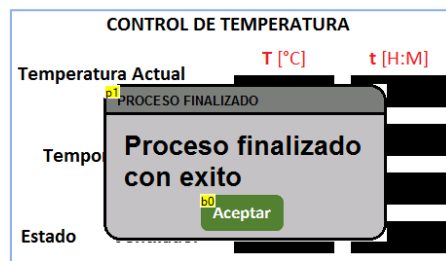 CONTROL DE TEMPERATURA
T [°C] t [H:M]
Temperatura Actual
p1
PROCESO FINALIZADO
Proceso finalizado
con exito
b0
Aceptar
Estado